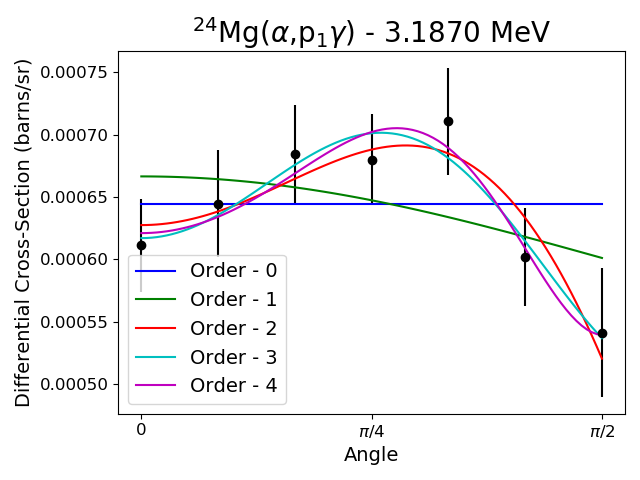 ²⁴Mg(α,p₁γ) - 3.1870 MeV
Differential Cross-Section (barns/sr)
0.00075
0.00070
0.00065
0.00060
0.00055
0.00050
Order - 0
Order - 1
Order - 2
Order - 3
Order - 4
0 π/4 π/2
Angle